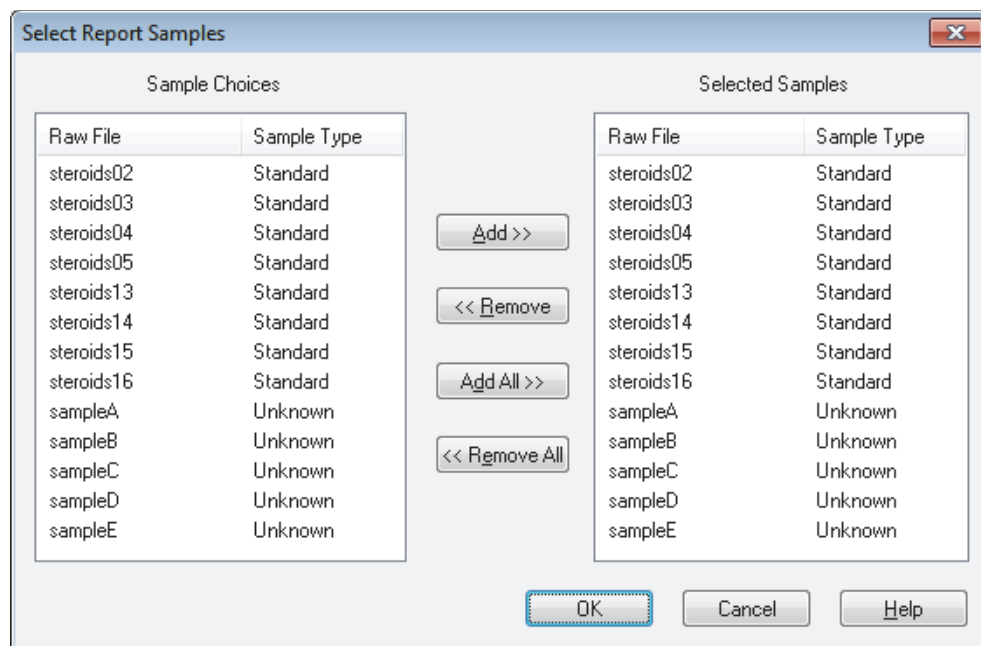 Select Report Samples
Sample Choices
Raw File Sample Type
steroids02 Standard
steroids03 Standard
steroids04 Standard
steroids05 Standard
steroids13 Standard
steroids14 Standard
steroids15 Standard
steroids16 Standard
sampleA Unknown
sampleB Unknown
sampleC Unknown
sampleD Unknown
sampleE Unknown
Add >>
<< Remove
Add All >>
<< Remove All
Selected Samples
Raw File Sample Type
steroids02 Standard
steroids03 Standard
steroids04 Standard
steroids05 Standard
steroids13 Standard
steroids14 Standard
steroids15 Standard
steroids16 Standard
sampleA Unknown
sampleB Unknown
sampleC Unknown
sampleD Unknown
sampleE Unknown
OK Cancel Help